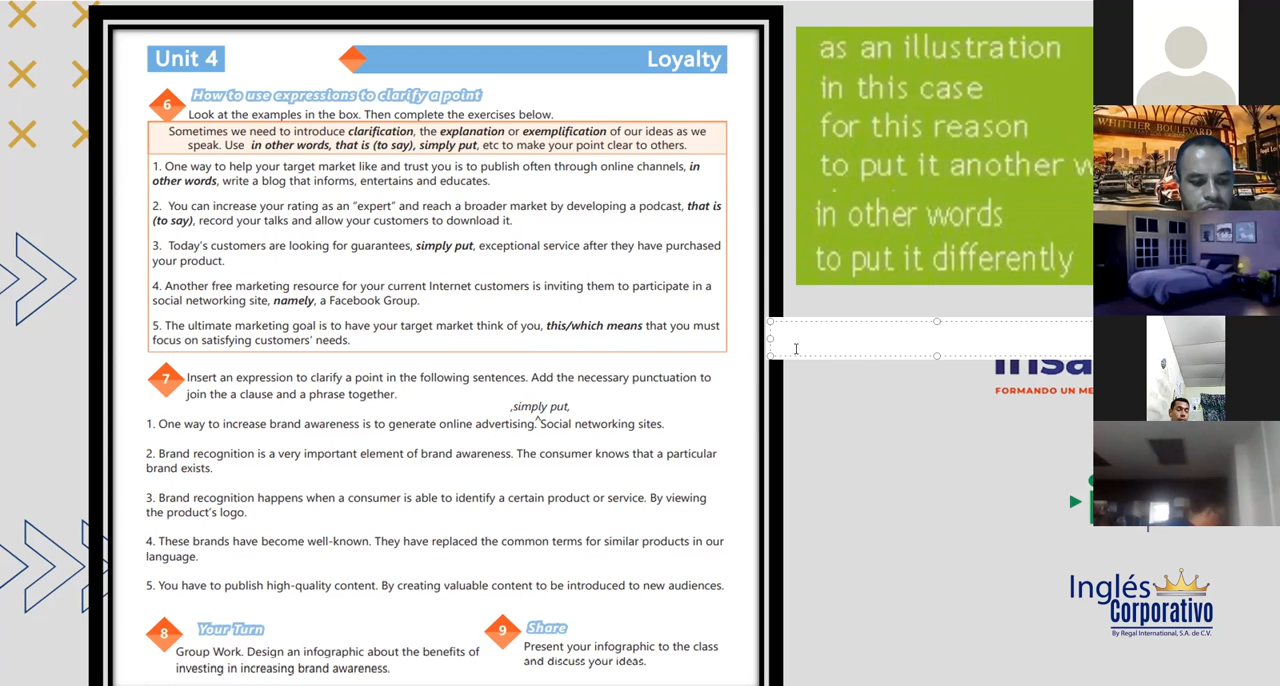 Unit 4
Loyalty
6
How to use expressions to clarify a point
Look at the examples in the box. Then complete the exercises below.
Sometimes we need to introduce clarification, the explanation or exemplification of our ideas as we
speak. Use in other words, that is (to say), simply put, etc to make your point clear to others.
1. One way to help your target market like and trust you is to publish often through online channels, in
other words, write a blog that informs, entertains and educates.
2. You can increase your rating as an “expert” and reach a broader market by developing a podcast, that is
(to say), record your talks and allow your customers to download it.
3. Today’s customers are looking for guarantees, simply put, exceptional service after they have purchased
your product.
4. Another free marketing resource for your current Internet customers is inviting them to participate in a
social networking site, namely, a Facebook Group.
5. The ultimate marketing goal is to have your target market think of you, this/which means that you must
focus on satisfying customers’ needs.
7
Insert an expression to clarify a point in the following sentences. Add the necessary punctuation to
join the a clause and a phrase together.
,simply put,
1. One way to increase brand awareness is to generate online advertising.^Social networking sites.
2. Brand recognition is a very important element of brand awareness. The consumer knows that a particular
brand exists.
3. Brand recognition happens when a consumer is able to identify a certain product or service. By viewing
the product’s logo.
4. These brands have become well-known. They have replaced the common terms for similar products in our
language.
5. You have to publish high-quality content. By creating valuable content to be introduced to new audiences.
8
Your Turn
Group Work. Design an infographic about the benefits of
investing in increasing brand awareness.
9
Share
Present your infographic to the class
and discuss your ideas.
as an illustration
in this case
for this reason
to put it another w
in other words
to put it differently
WHITTIER BOULEVARD
FORMANDO UN ME
Inglés
Corporativo
By Regal International, S.A. de C.V.